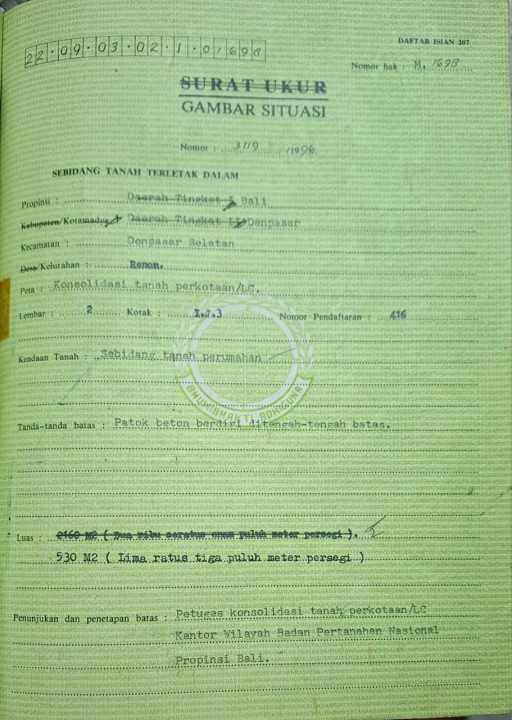 DAFTAR ISIAN 207
22.09.03.02.1.01698
Nomor hak : M. 1698
SURAT UKUR
GAMBAR SITUASI
Nomor : 3119 /1996
SEBIDANG TANAH TERLETAK DALAM
Propinsi : Daerah Tingkat I Bali
Kabupaten/Kotamadya Daerah Tingkat II Denpasar
Kecamatan : Denpasar Selatan
Desa/Kelurahan : Renon.
Peta : Konsolidasi tanah perkotaan/LC.
Lembar : 2 Kotak : Nomor Pendaftaran : 416
Keadaan Tanah : Sebidang tanah perumahan
Tanda-tanda batas : Patok beton berdiri ditengah-tengah batas.
Luas : 2160 M2 ( Dua ribu seratus enam puluh meter persegi ).
530 M2 ( Lima ratus tiga puluh meter persegi )
Penunjukan dan penetapan batas : Petugas konsolidasi tanah perkotaan/LC
Kantor Wilayah Badan Pertanahan Nasional
Propinsi Bali.